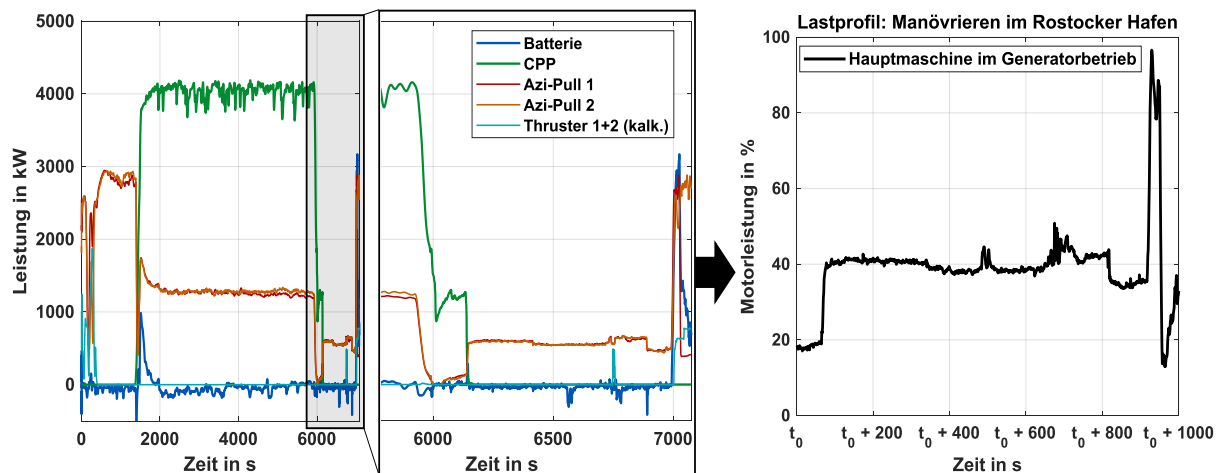 5000
4000
3000
2000
1000
0
Leistung in kW
0
2000
4000
6000
Zeit in s
Batterie
CPP
Azi-Pull 1
Azi-Pull 2
Thruster 1+2 (kalk.)
6000
6500
7000
Zeit in s
Lastprofil: Manövrieren im Rostocker Hafen
Hauptmaschine im Generatorbetrieb
100
80
60
40
20
0
Motorleistung in %
t0
t0 + 200
t0 + 400
t0 + 600
t0 + 800
t0 + 1000
Zeit in s